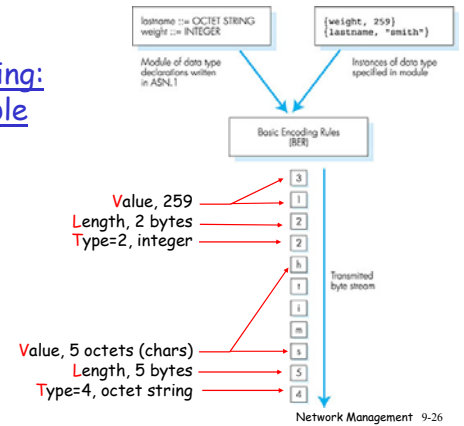 lastname ::= OCTET STRING
weight ::= INTEGER
{weight, 259}
{lastname, "smith"}
ing:
ole
Module of data type
declarations written
in ASN.1
Instances of data type
specified in module
Basic Encoding Rules
(BER)
3
1
2
2
h
t
i
m
s
5
4
Value, 259
Length, 2 bytes
Type=2, integer
Transmitted
byte stream
Value, 5 octets (chars)
Length, 5 bytes
Type=4, octet string
Network Management 9-26